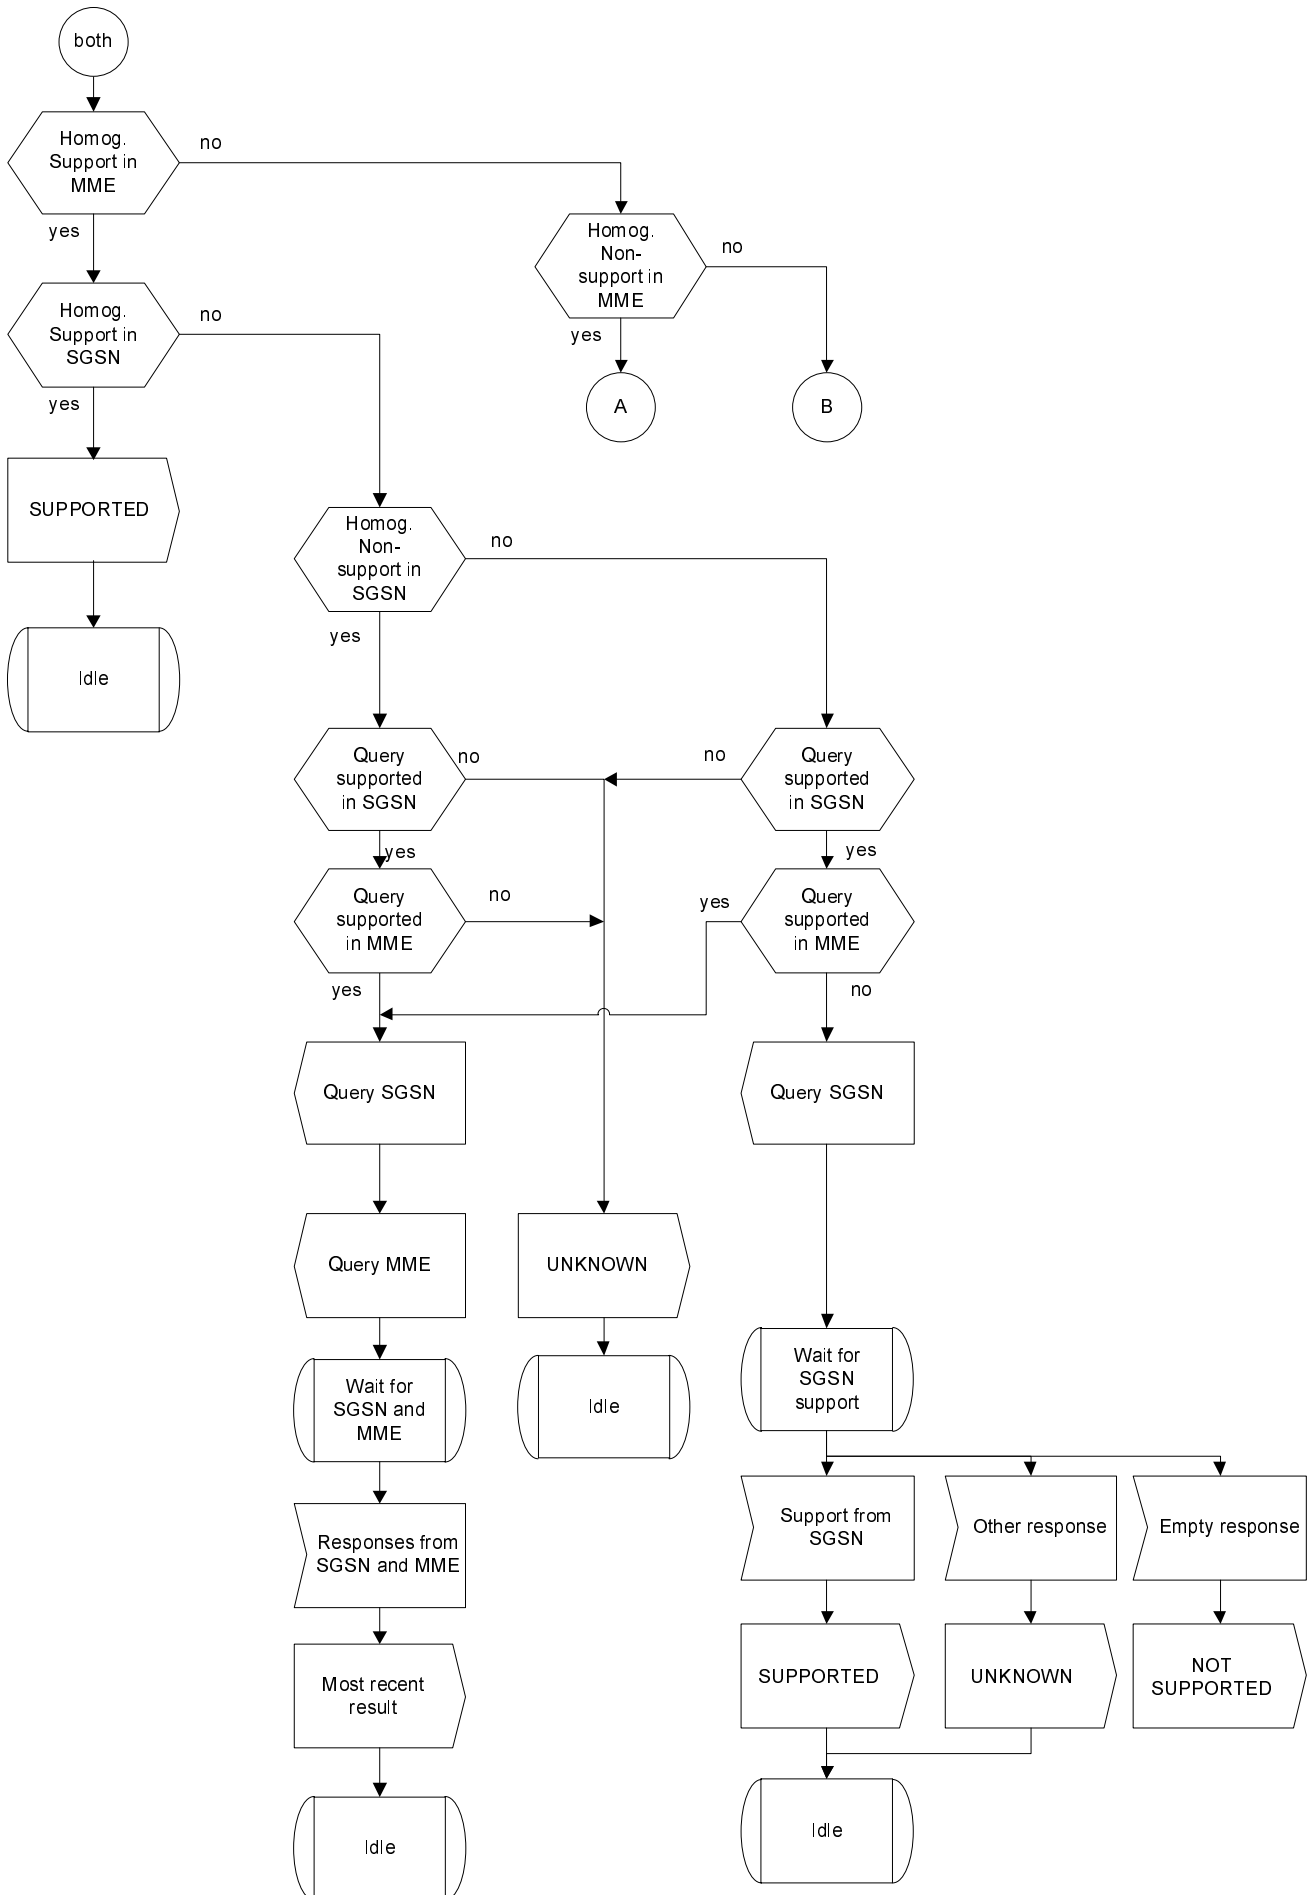 both
Homog.
Support in
MME
no
yes
Homog.
Non-
support in
MME
no
yes
Homog.
Support in
SGSN
no
yes
A
B
SUPPORTED
Homog.
Non-
support in
SGSN
no
yes
Idle
Query
supported
in SGSN
no
no
Query
supported
in SGSN
yes
yes
Query
supported
in MME
no
yes
Query
supported
in MME
yes
no
Query SGSN
Query SGSN
Query MME
UNKNOWN
Wait for
SGSN and
MME
Idle
Wait for
SGSN
support
Responses from
SGSN and MME
Support from
SGSN
Other response
Empty response
Most recent
result
SUPPORTED
UNKNOWN
NOT
SUPPORTED
Idle
Idle